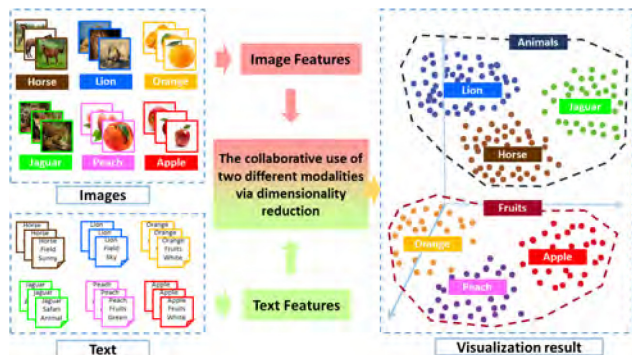 Horse
Lion
Orange
Jaguar
Peach
Apple
Images
Horse
Horse
Horse
Field
Sunny
Lion
Lion
Lion
Field
Sky
Orange
Orange
Orange
Fruits
White
Jaguar
Jaguar
Jaguar
Safari
Animal
Peach
Peach
Peach
Fruits
Green
Apple
Apple
Apple
Fruits
White
Text
Image Features
The collaborative use of
two different modalities
via dimensionality
reduction
Text Features
Animals
Lion
Jaguar
Horse
Fruits
Orange
Apple
Peach
Visualization result